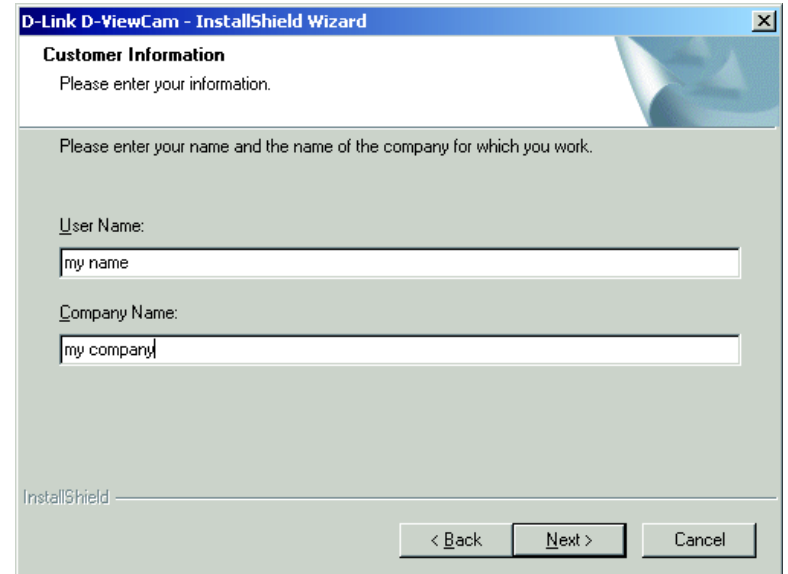 D-Link D-ViewCam - InstallShield Wizard
Customer Information
Please enter your information.
Please enter your name and the name of the company for which you work.
User Name:
my name
Company Name:
my company
InstallShield
< Back Next > Cancel